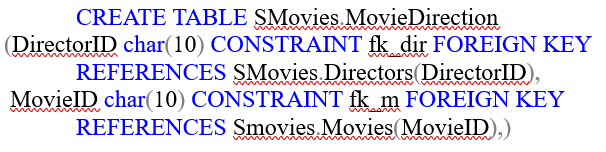 CREATE TABLE SMovies.MovieDirection
(DirectorID char(10) CONSTRAINT fk_dir FOREIGN KEY
REFERENCES SMovies.Directors(DirectorID),
MovieID char(10) CONSTRAINT fk_m FOREIGN KEY
REFERENCES Smovies.Movies(MovieID),)